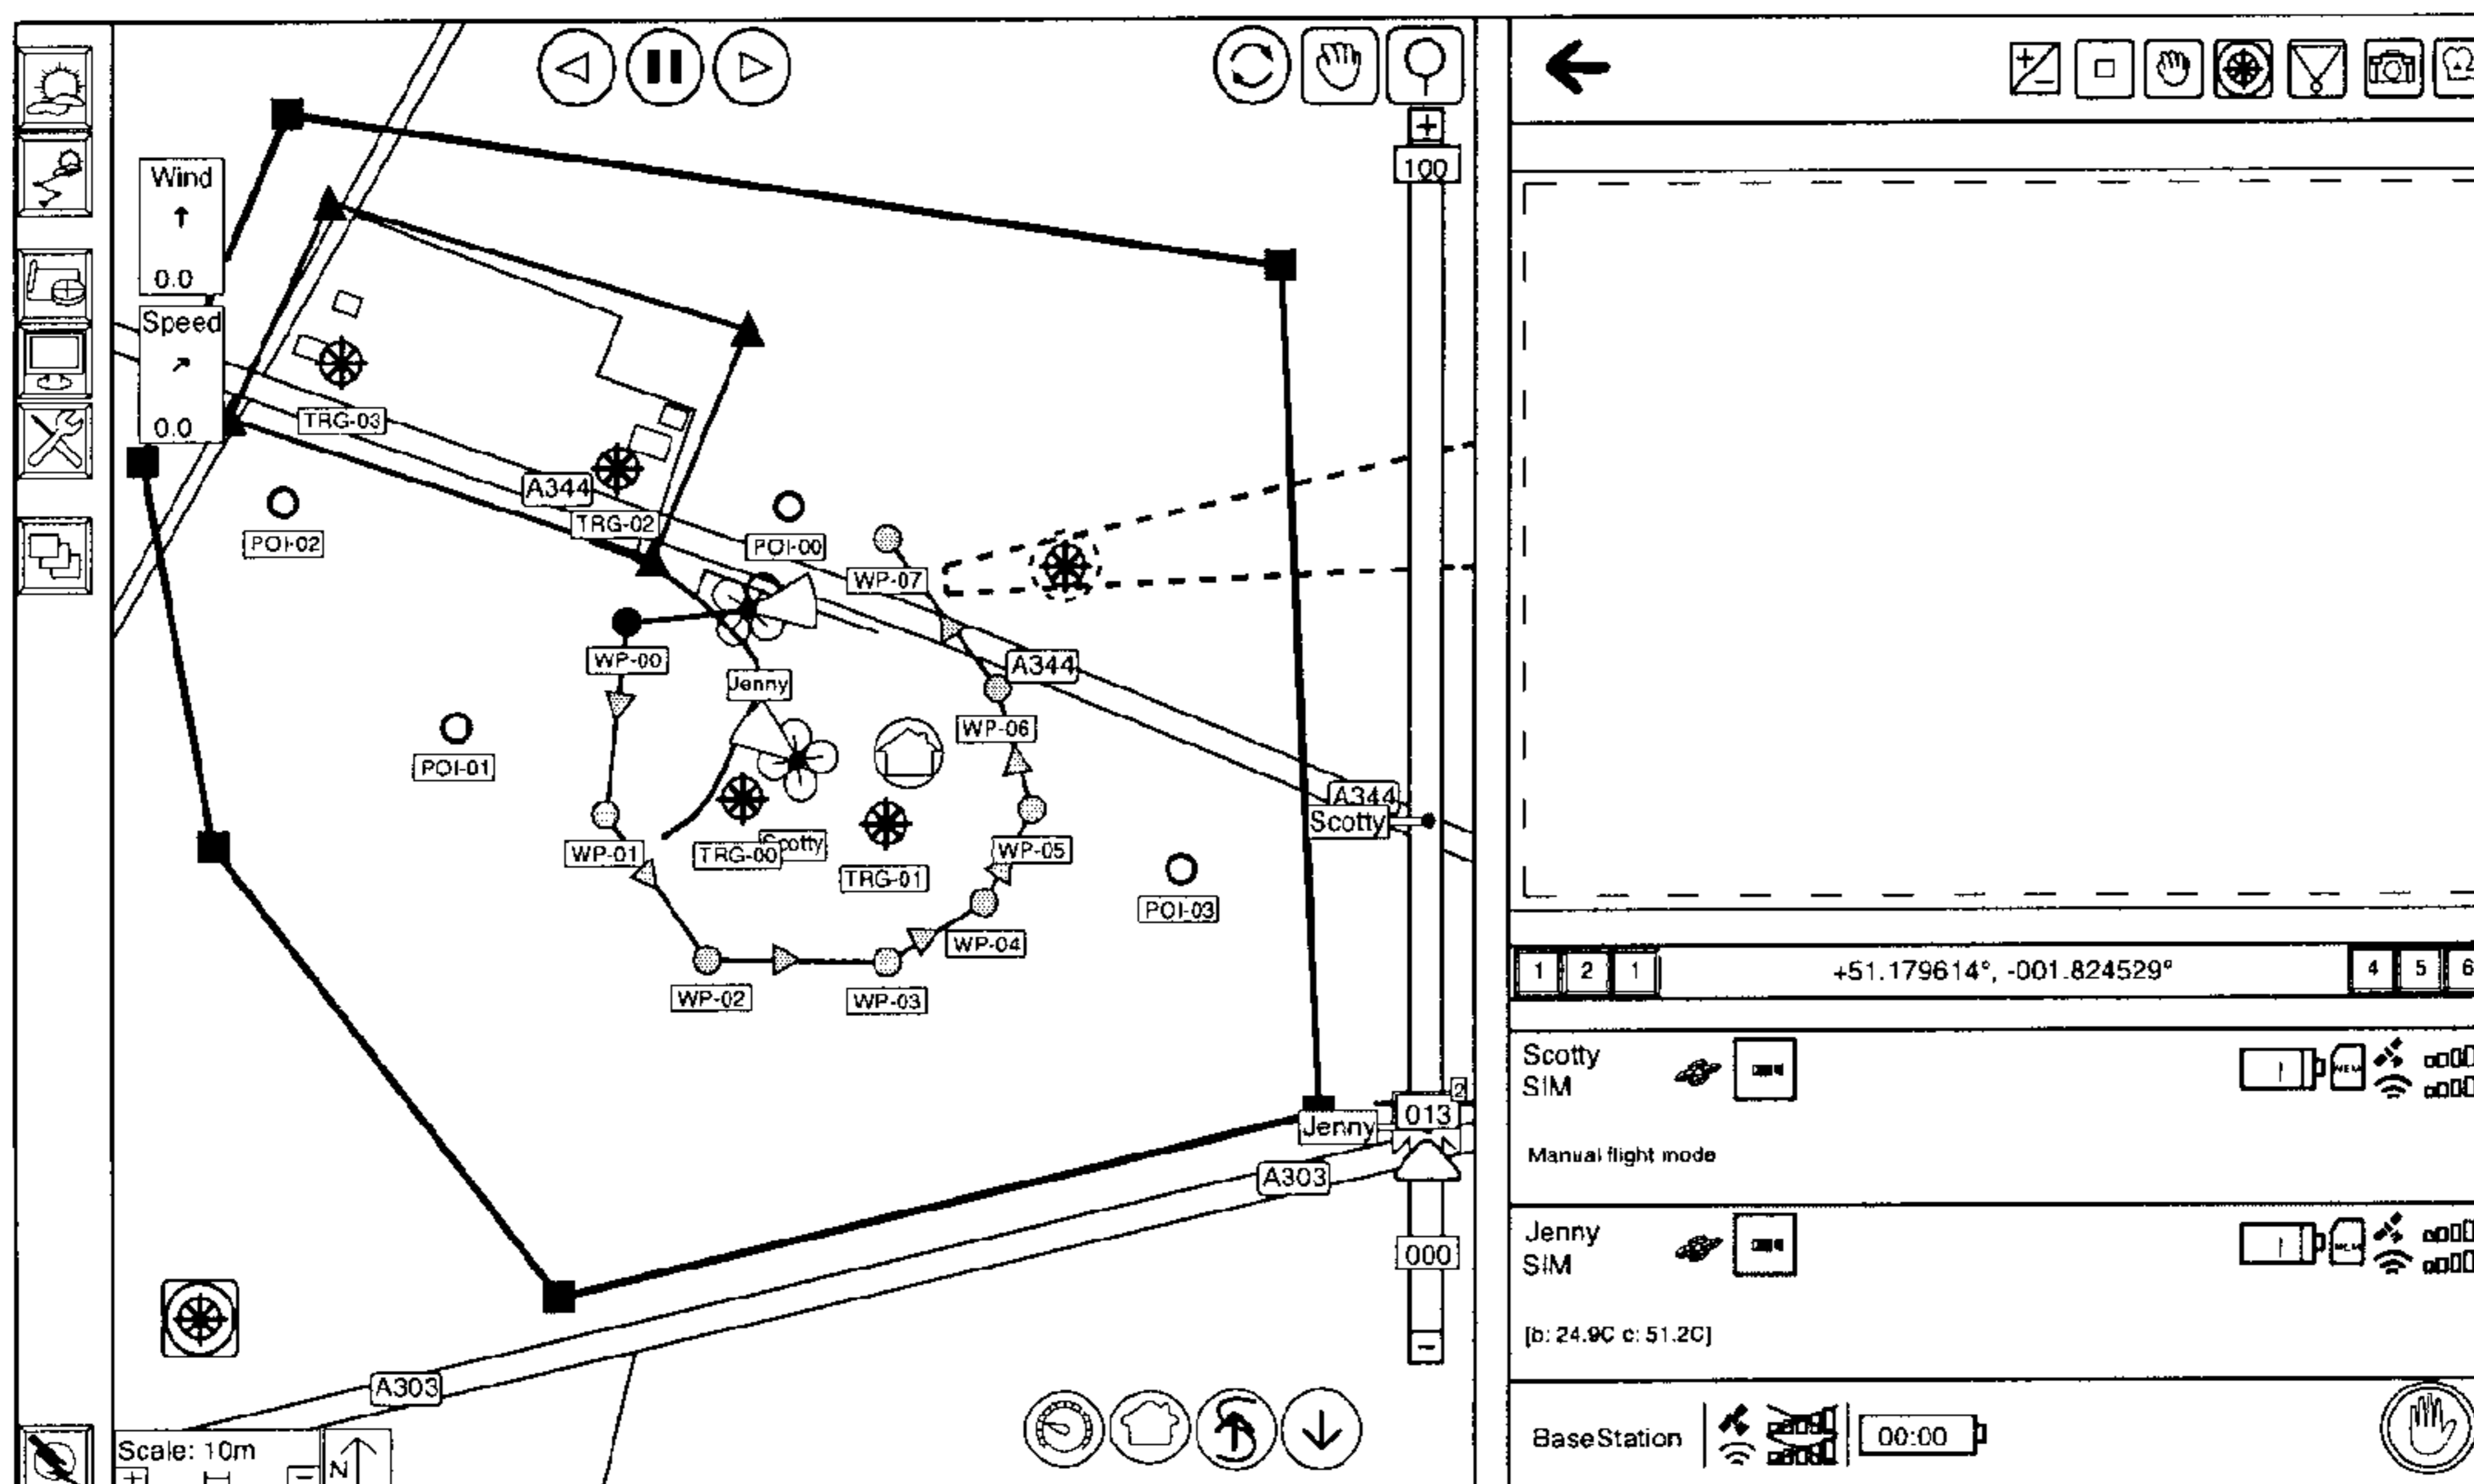 Wind
0.0
Speed
0.0
100
TRG-03
A344
TRG-02
POI-02
POI-00
WP-07
WP-00
A344
Jenny
WP-06
POI-01
A344
Scotty
WP-01
TRG-00
Scotty
WP-05
TRG-01
POI-03
WP-04
WP-02
WP-03
2
013
Jenny
A303
000
A303
Scale: 10m
N
1 2 1 +51.179614°, -001.824529° 4 5 6
Scotty
SIM
MEM
Manual flight mode
Jenny
SIM
[b: 24.9C c: 51.2C]
BaseStation 00:00